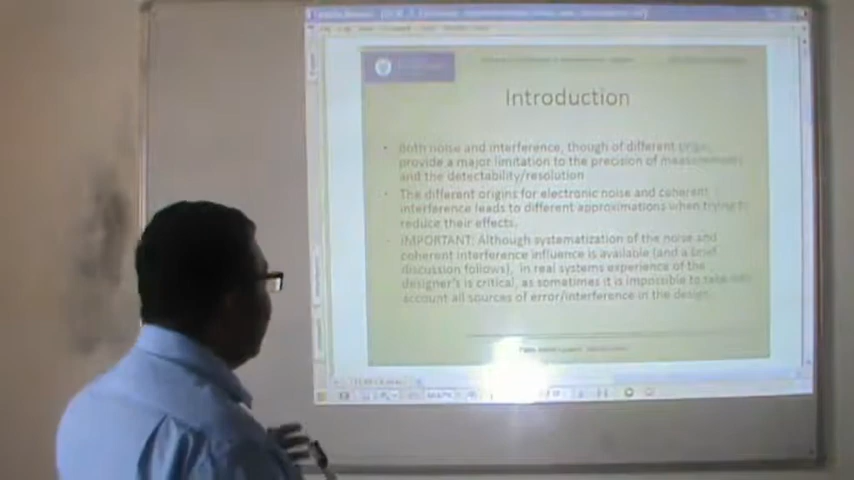 Introduction
• Both noise and interference, though of different origin,
provide a major limitation to the precision of measurements
and the detectability/resolution
• The different origins for electronic noise and coherent
interference leads to different approximations when trying to
reduce their effects.
• IMPORTANT: Although systematization of the noise and
coherent interference influence is available (and a brief
discussion follows), in real systems experience of the
designer's is critical, as sometimes it is impossible to take into
account all sources of error/interference in the design.